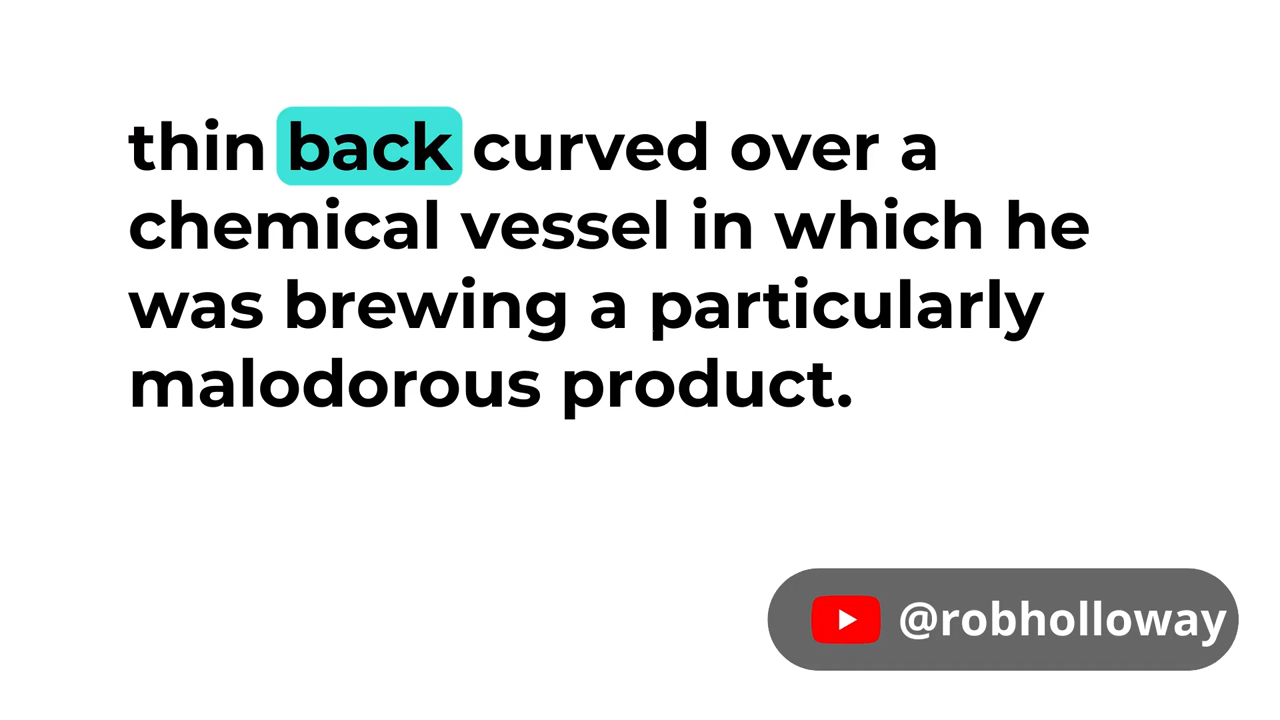 thin back curved over a
chemical vessel in which he
was brewing a particularly
malodorous product.
@robholloway